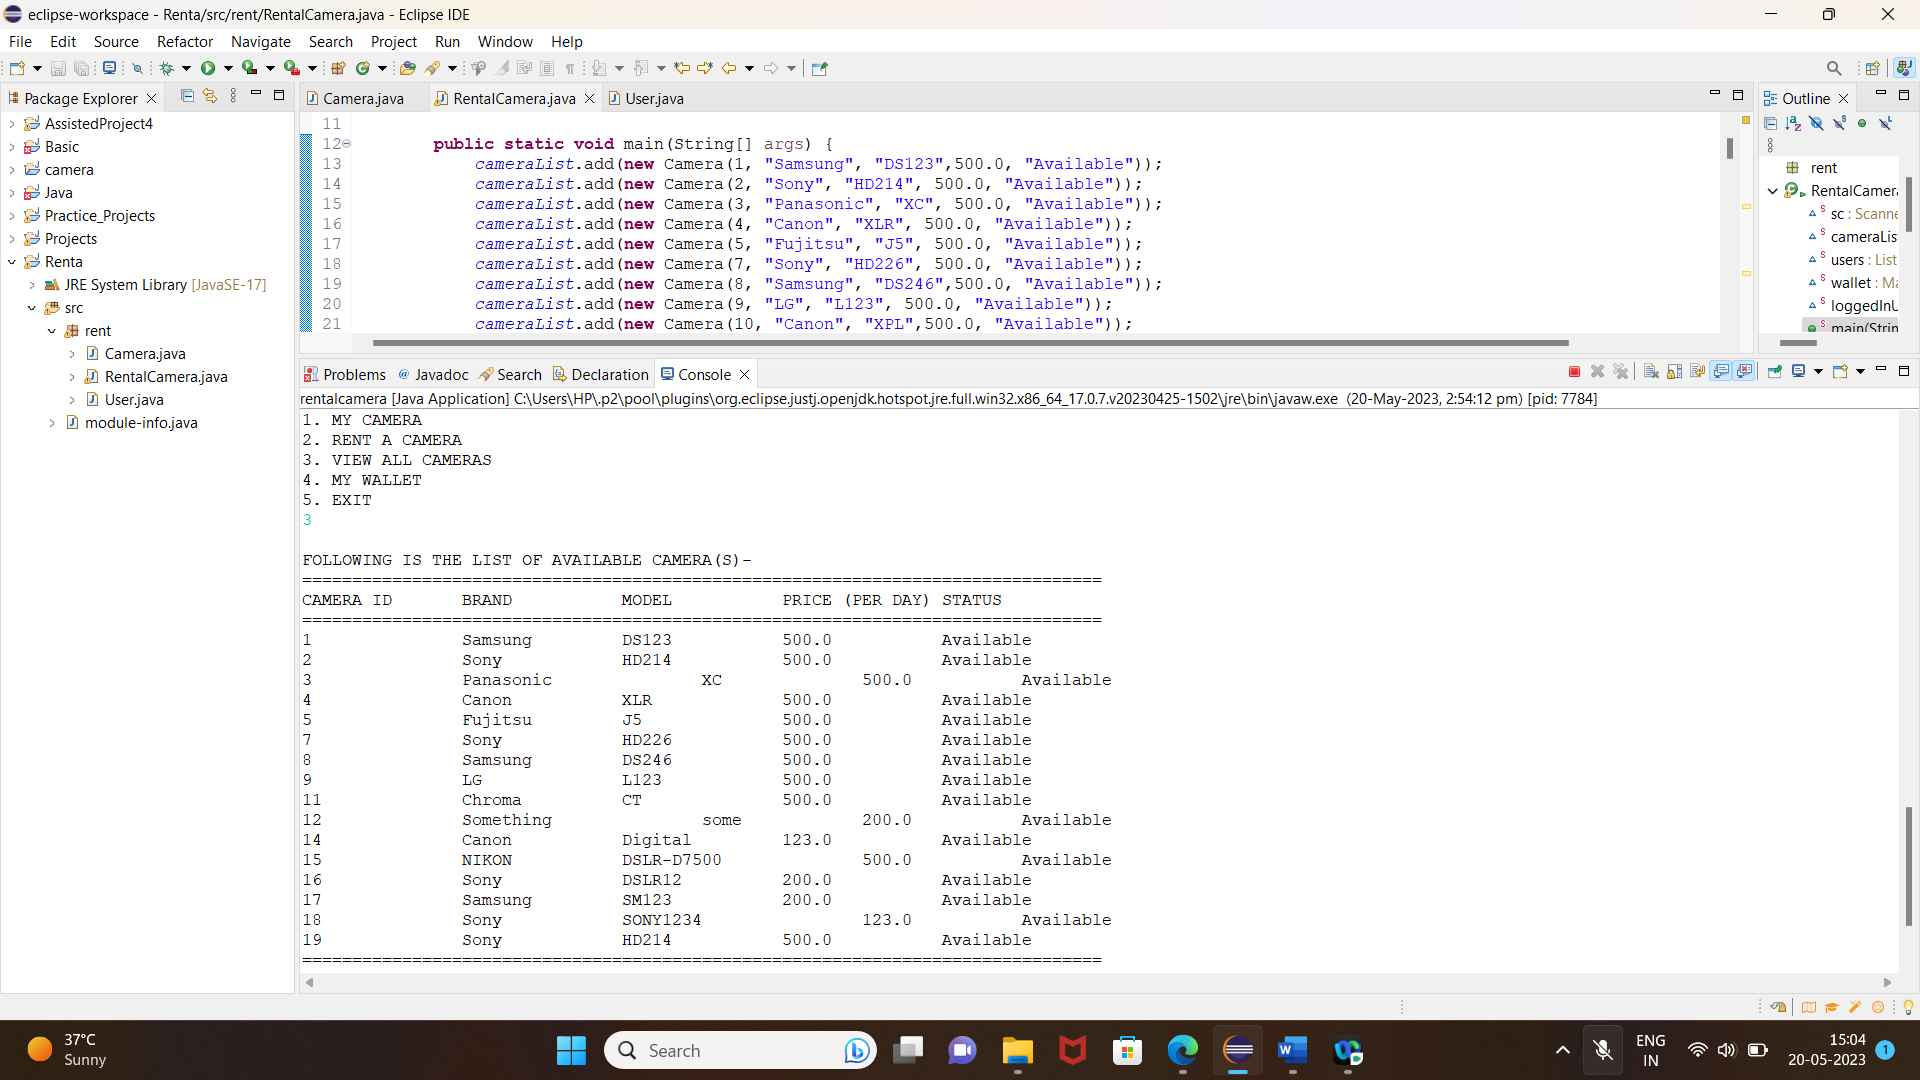 eclipse-workspace - Renta/src/rent/RentalCamera.java - Eclipse IDE
File Edit Source Refactor Navigate Search Project Run Window Help
Package Explorer
AssistedProject4
Basic
camera
Java
Practice_Projects
Projects
Renta
JRE System Library [JavaSE-17]
src
rent
Camera.java
RentalCamera.java
User.java
module-info.java
Camera.java RentalCamera.java User.java
11
12 public static void main(String[] args) {
13 cameraList.add(new Camera(1, "Samsung", "DS123",500.0, "Available"));
14 cameraList.add(new Camera(2, "Sony", "HD214", 500.0, "Available"));
15 cameraList.add(new Camera(3, "Panasonic", "XC", 500.0, "Available"));
16 cameraList.add(new Camera(4, "Canon", "XLR", 500.0, "Available"));
17 cameraList.add(new Camera(5, "Fujitsu", "J5", 500.0, "Available"));
18 cameraList.add(new Camera(7, "Sony", "HD226", 500.0, "Available"));
19 cameraList.add(new Camera(8, "Samsung", "DS246",500.0, "Available"));
20 cameraList.add(new Camera(9, "LG", "L123", 500.0, "Available"));
21 cameraList.add(new Camera(10, "Canon", "XPL",500.0, "Available"));
Outline
rent
RentalCamera
sc : Scanne
cameraLis
users : List
wallet : Ma
loggedInU
main(Strin
Problems @ Javadoc Search Declaration Console
rentalcamera [Java Application] C:\Users\HP\.p2\pool\plugins\org.eclipse.justj.openjdk.hotspot.jre.full.win32.x86_64_17.0.7.v20230425-1502\jre\bin\javaw.exe (20-May-2023, 2:54:12 pm) [pid: 7784]
1. MY CAMERA
2. RENT A CAMERA
3. VIEW ALL CAMERAS
4. MY WALLET
5. EXIT
3
FOLLOWING IS THE LIST OF AVAILABLE CAMERA(S)-
================================================================================
CAMERA ID BRAND MODEL PRICE (PER DAY) STATUS
================================================================================
1 Samsung DS123 500.0 Available
2 Sony HD214 500.0 Available
3 Panasonic XC 500.0 Available
4 Canon XLR 500.0 Available
5 Fujitsu J5 500.0 Available
7 Sony HD226 500.0 Available
8 Samsung DS246 500.0 Available
9 LG L123 500.0 Available
11 Chroma CT 500.0 Available
12 Something some 200.0 Available
14 Canon Digital 123.0 Available
15 NIKON DSLR-D7500 500.0 Available
16 Sony DSLR12 200.0 Available
17 Samsung SM123 200.0 Available
18 Sony SONY1234 123.0 Available
19 Sony HD214 500.0 Available
================================================================================
37°C
Sunny
Search
ENG
IN
15:04
20-05-2023
1